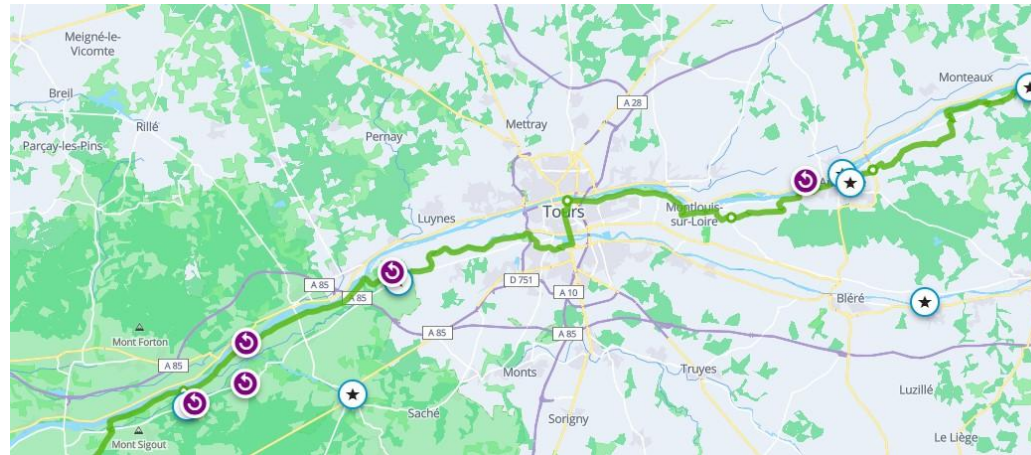 Meigné-le-
Vicomte
Breil
Rillé
Parçay-les-Pins
Pernay
Mettray
A 28
Monteaux
Luynes
Tours
Montlouis-
sur-Loire
A 85
A 85
D 751
A 10
Bléré
Mont Forton
A 85
A 85
A 85
Monts
Truyes
Luzillé
Saché
Sorigny
Mont Sigout
Le Liège